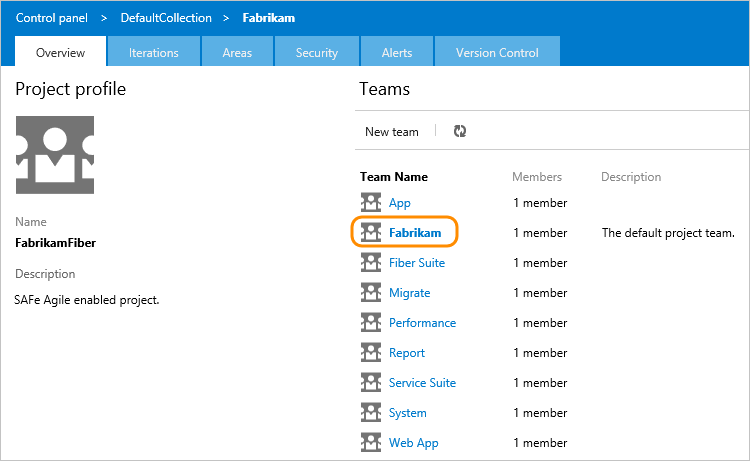 Control panel > DefaultCollection > Fabrikam
Overview Iterations Areas Security Alerts Version Control
Project profile
Name
FabrikamFiber
Description
SAFe Agile enabled project.
Teams
New team
Team Name Members Description
App 1 member
Fabrikam 1 member The default project team.
Fiber Suite 1 member
Migrate 1 member
Performance 1 member
Report 1 member
Service Suite 1 member
System 1 member
Web App 1 member